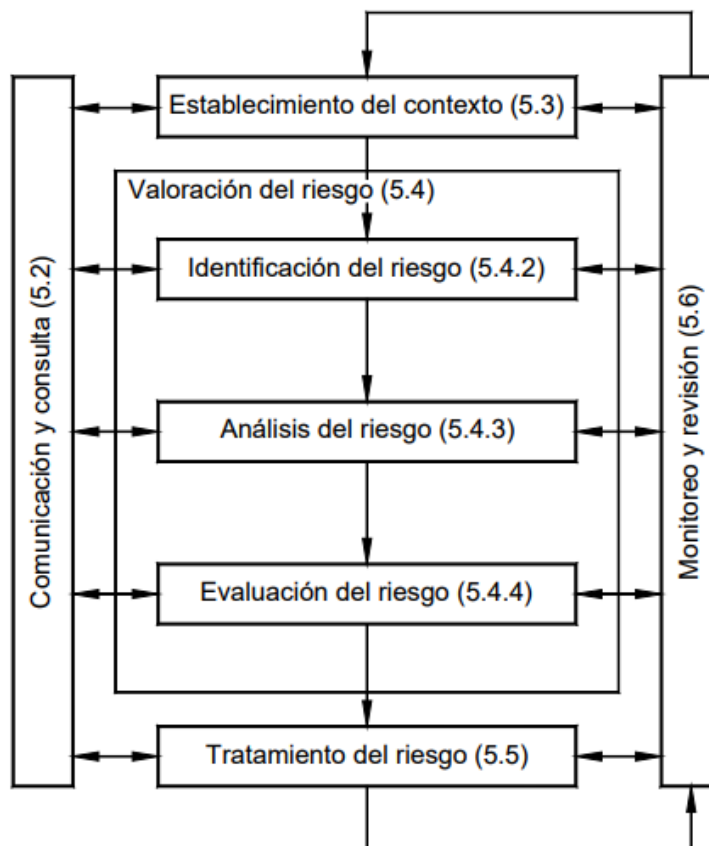 Establecimiento del contexto (5.3)
Valoración del riesgo (5.4)
Identificación del riesgo (5.4.2)
Análisis del riesgo (5.4.3)
Evaluación del riesgo (5.4.4)
Tratamiento del riesgo (5.5)
Comunicación y consulta (5.2)
Monitoreo y revisión (5.6)